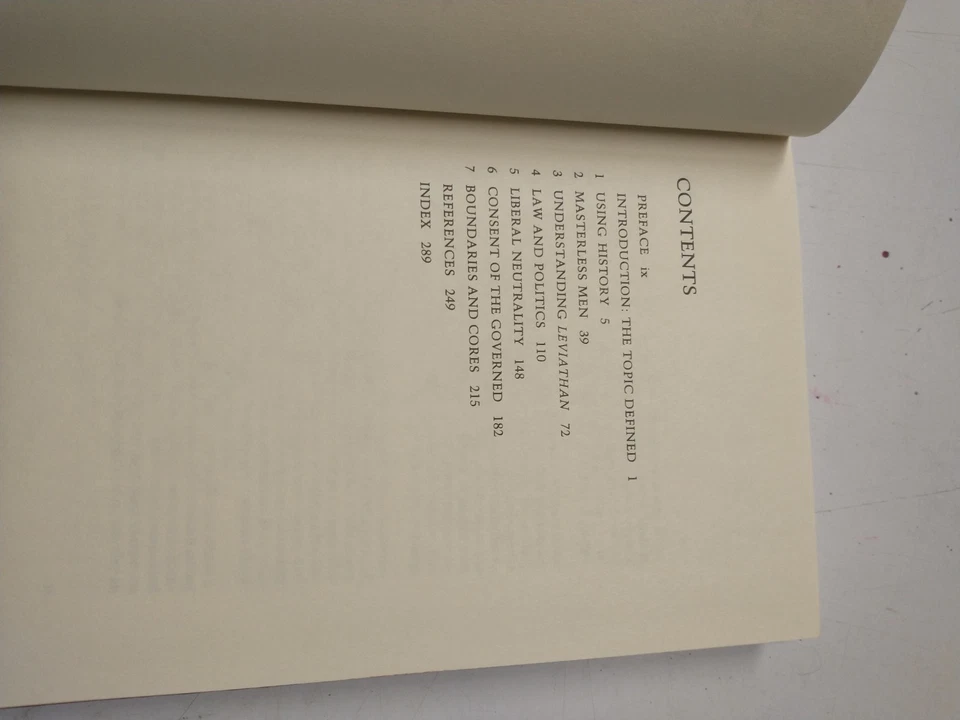 CONTENTS
PREFACE ix
INTRODUCTION: THE TOPIC DEFINED 1
1 USING HISTORY 5
2 MASTERLESS MEN 39
3 UNDERSTANDING LEVIATHAN 72
4 LAW AND POLITICS 110
5 LIBERAL NEUTRALITY 148
6 CONSENT OF THE GOVERNED 182
7 BOUNDARIES AND CORES 215
REFERENCES 249
INDEX 289